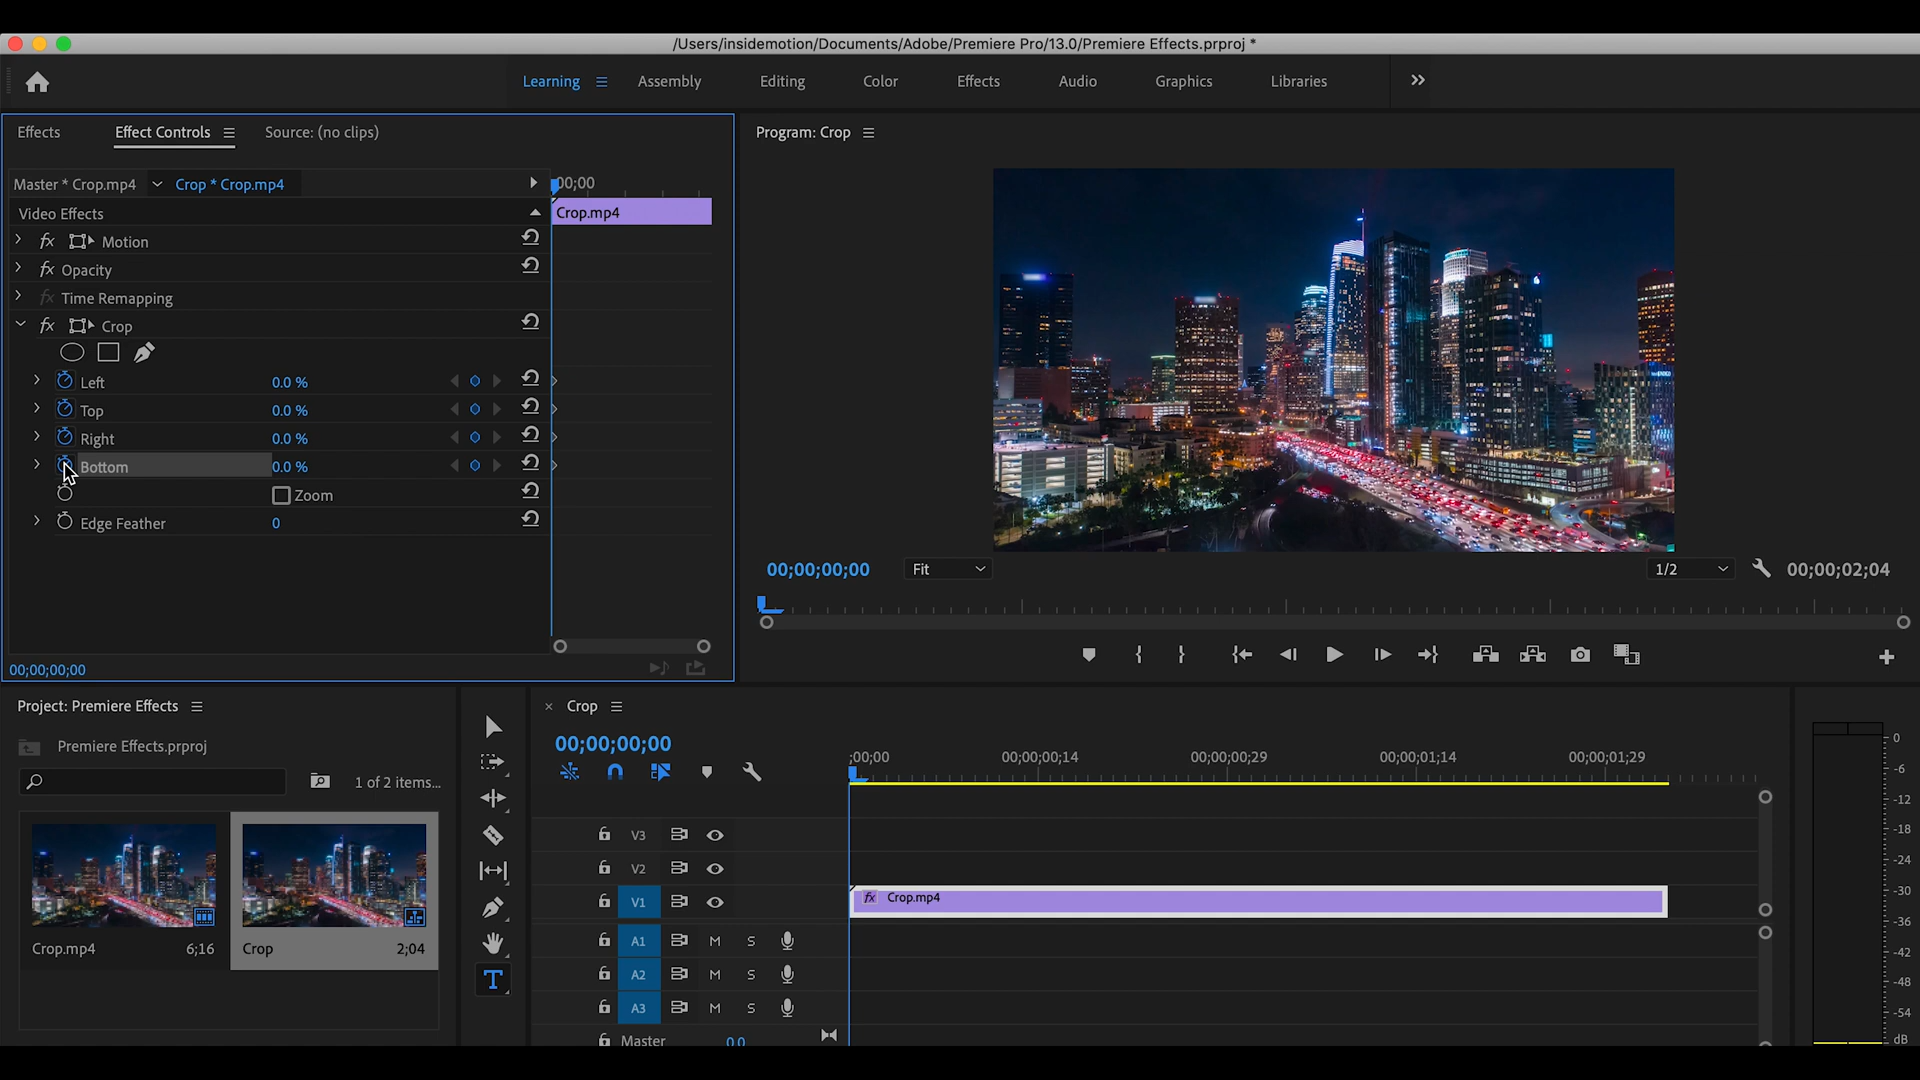 /Users/insidemotion/Documents/Adobe/Premiere Pro/13.0/Premiere Effects.prproj *
Learning Assembly Editing Color Effects Audio Graphics Libraries
Effects Effect Controls Source: (no clips)
Program: Crop
Master * Crop.mp4 Crop * Crop.mp4
00;00
Video Effects
Crop.mp4
fx Motion
fx Opacity
fx Time Remapping
fx Crop
Left 0.0 %
Top 0.0 %
Right 0.0 %
Bottom 0.0 %
Zoom
Edge Feather 0
00;00;00;00
00;00;00;00 Fit 1/2 00;00;02;04
Project: Premiere Effects
Premiere Effects.prproj
1 of 2 items...
Crop.mp4 6;16
Crop 2;04
Crop
00;00;00;00
;00;00 00;00;00;14 00;00;00;29 00;00;01;14 00;00;01;29
V3
V2
V1 fx Crop.mp4
A1 M S
A2 M S
A3 M S
Master 0.0
0
-6
-12
-18
-24
-30
-36
-42
-48
-54
dB